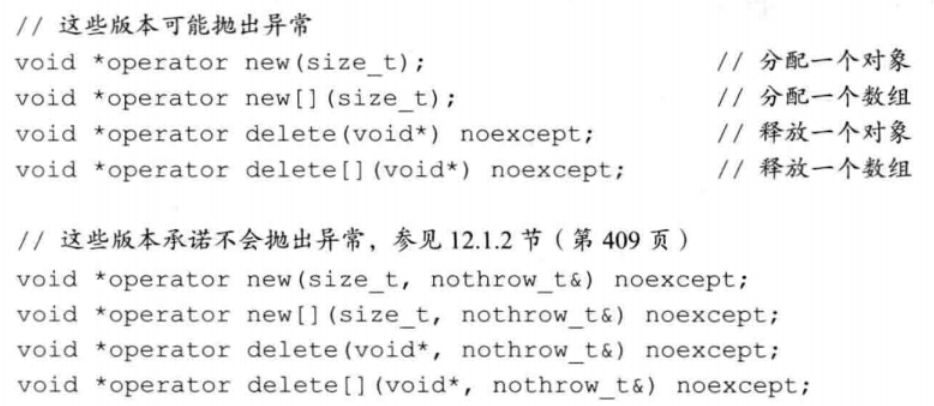 // 这些版本可能抛出异常
void *operator new(size_t); // 分配一个对象
void *operator new[](size_t); // 分配一个数组
void *operator delete(void*) noexcept; // 释放一个对象
void *operator delete[](void*) noexcept; // 释放一个数组
// 这些版本承诺不会抛出异常，参见 12.1.2 节（第 409 页）
void *operator new(size_t, nothrow_t&) noexcept;
void *operator new[](size_t, nothrow_t&) noexcept;
void *operator delete(void*, nothrow_t&) noexcept;
void *operator delete[](void*, nothrow_t&) noexcept;